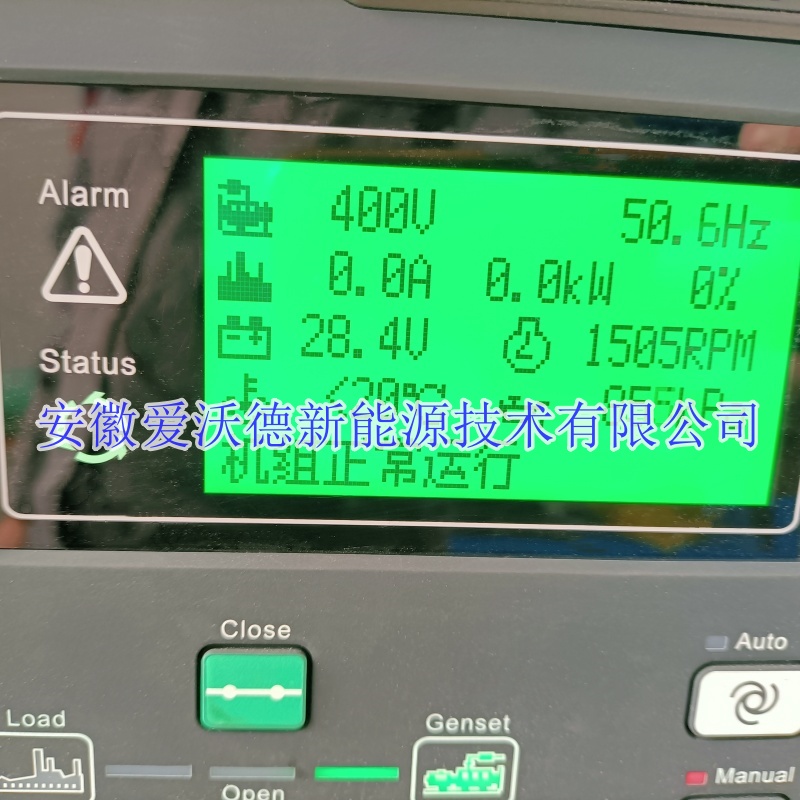 Alarm
400V 50.6Hz
0.0A 0.0kW 0%
28.4V 1505RPM
Status
安徽爱沃德新能源技术有限公司
机组正常运行
Close
Auto
Load
Genset
Manual
Open